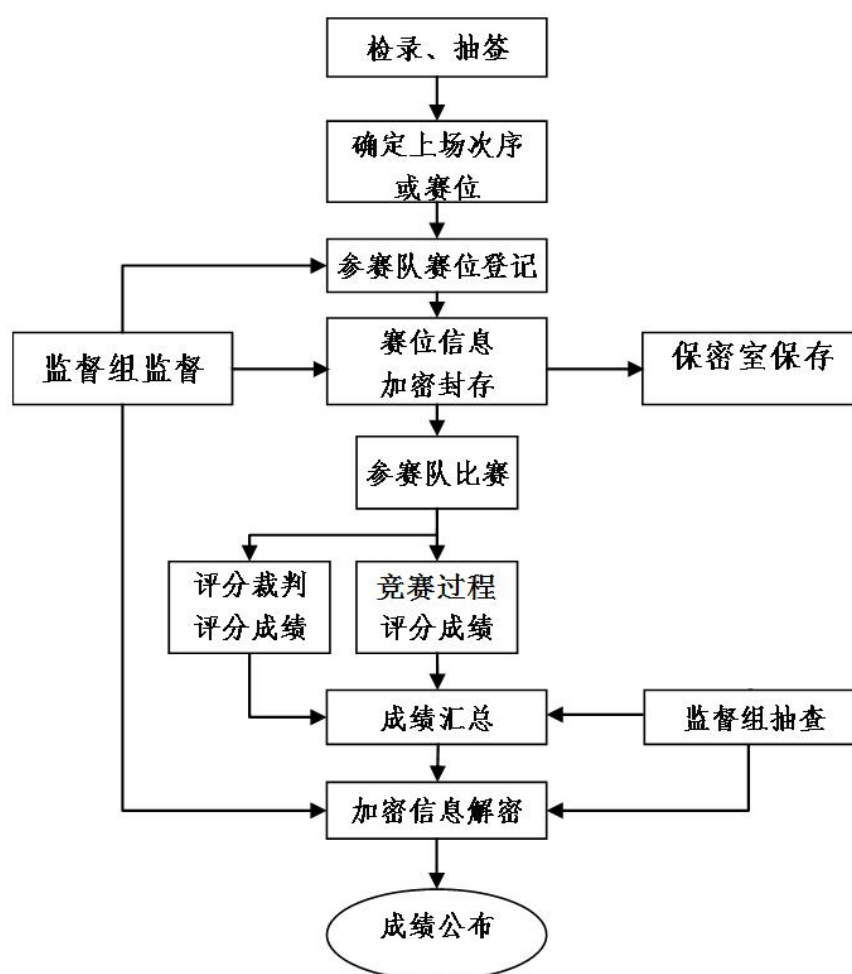 检录、抽签
确定上场次序
或赛位
参赛队赛位登记
监督组监督
赛位信息
加密封存
保密室保存
参赛队比赛
评分裁判
评分成绩
竞赛过程
评分成绩
成绩汇总
监督组抽查
加密信息解密
成绩公布